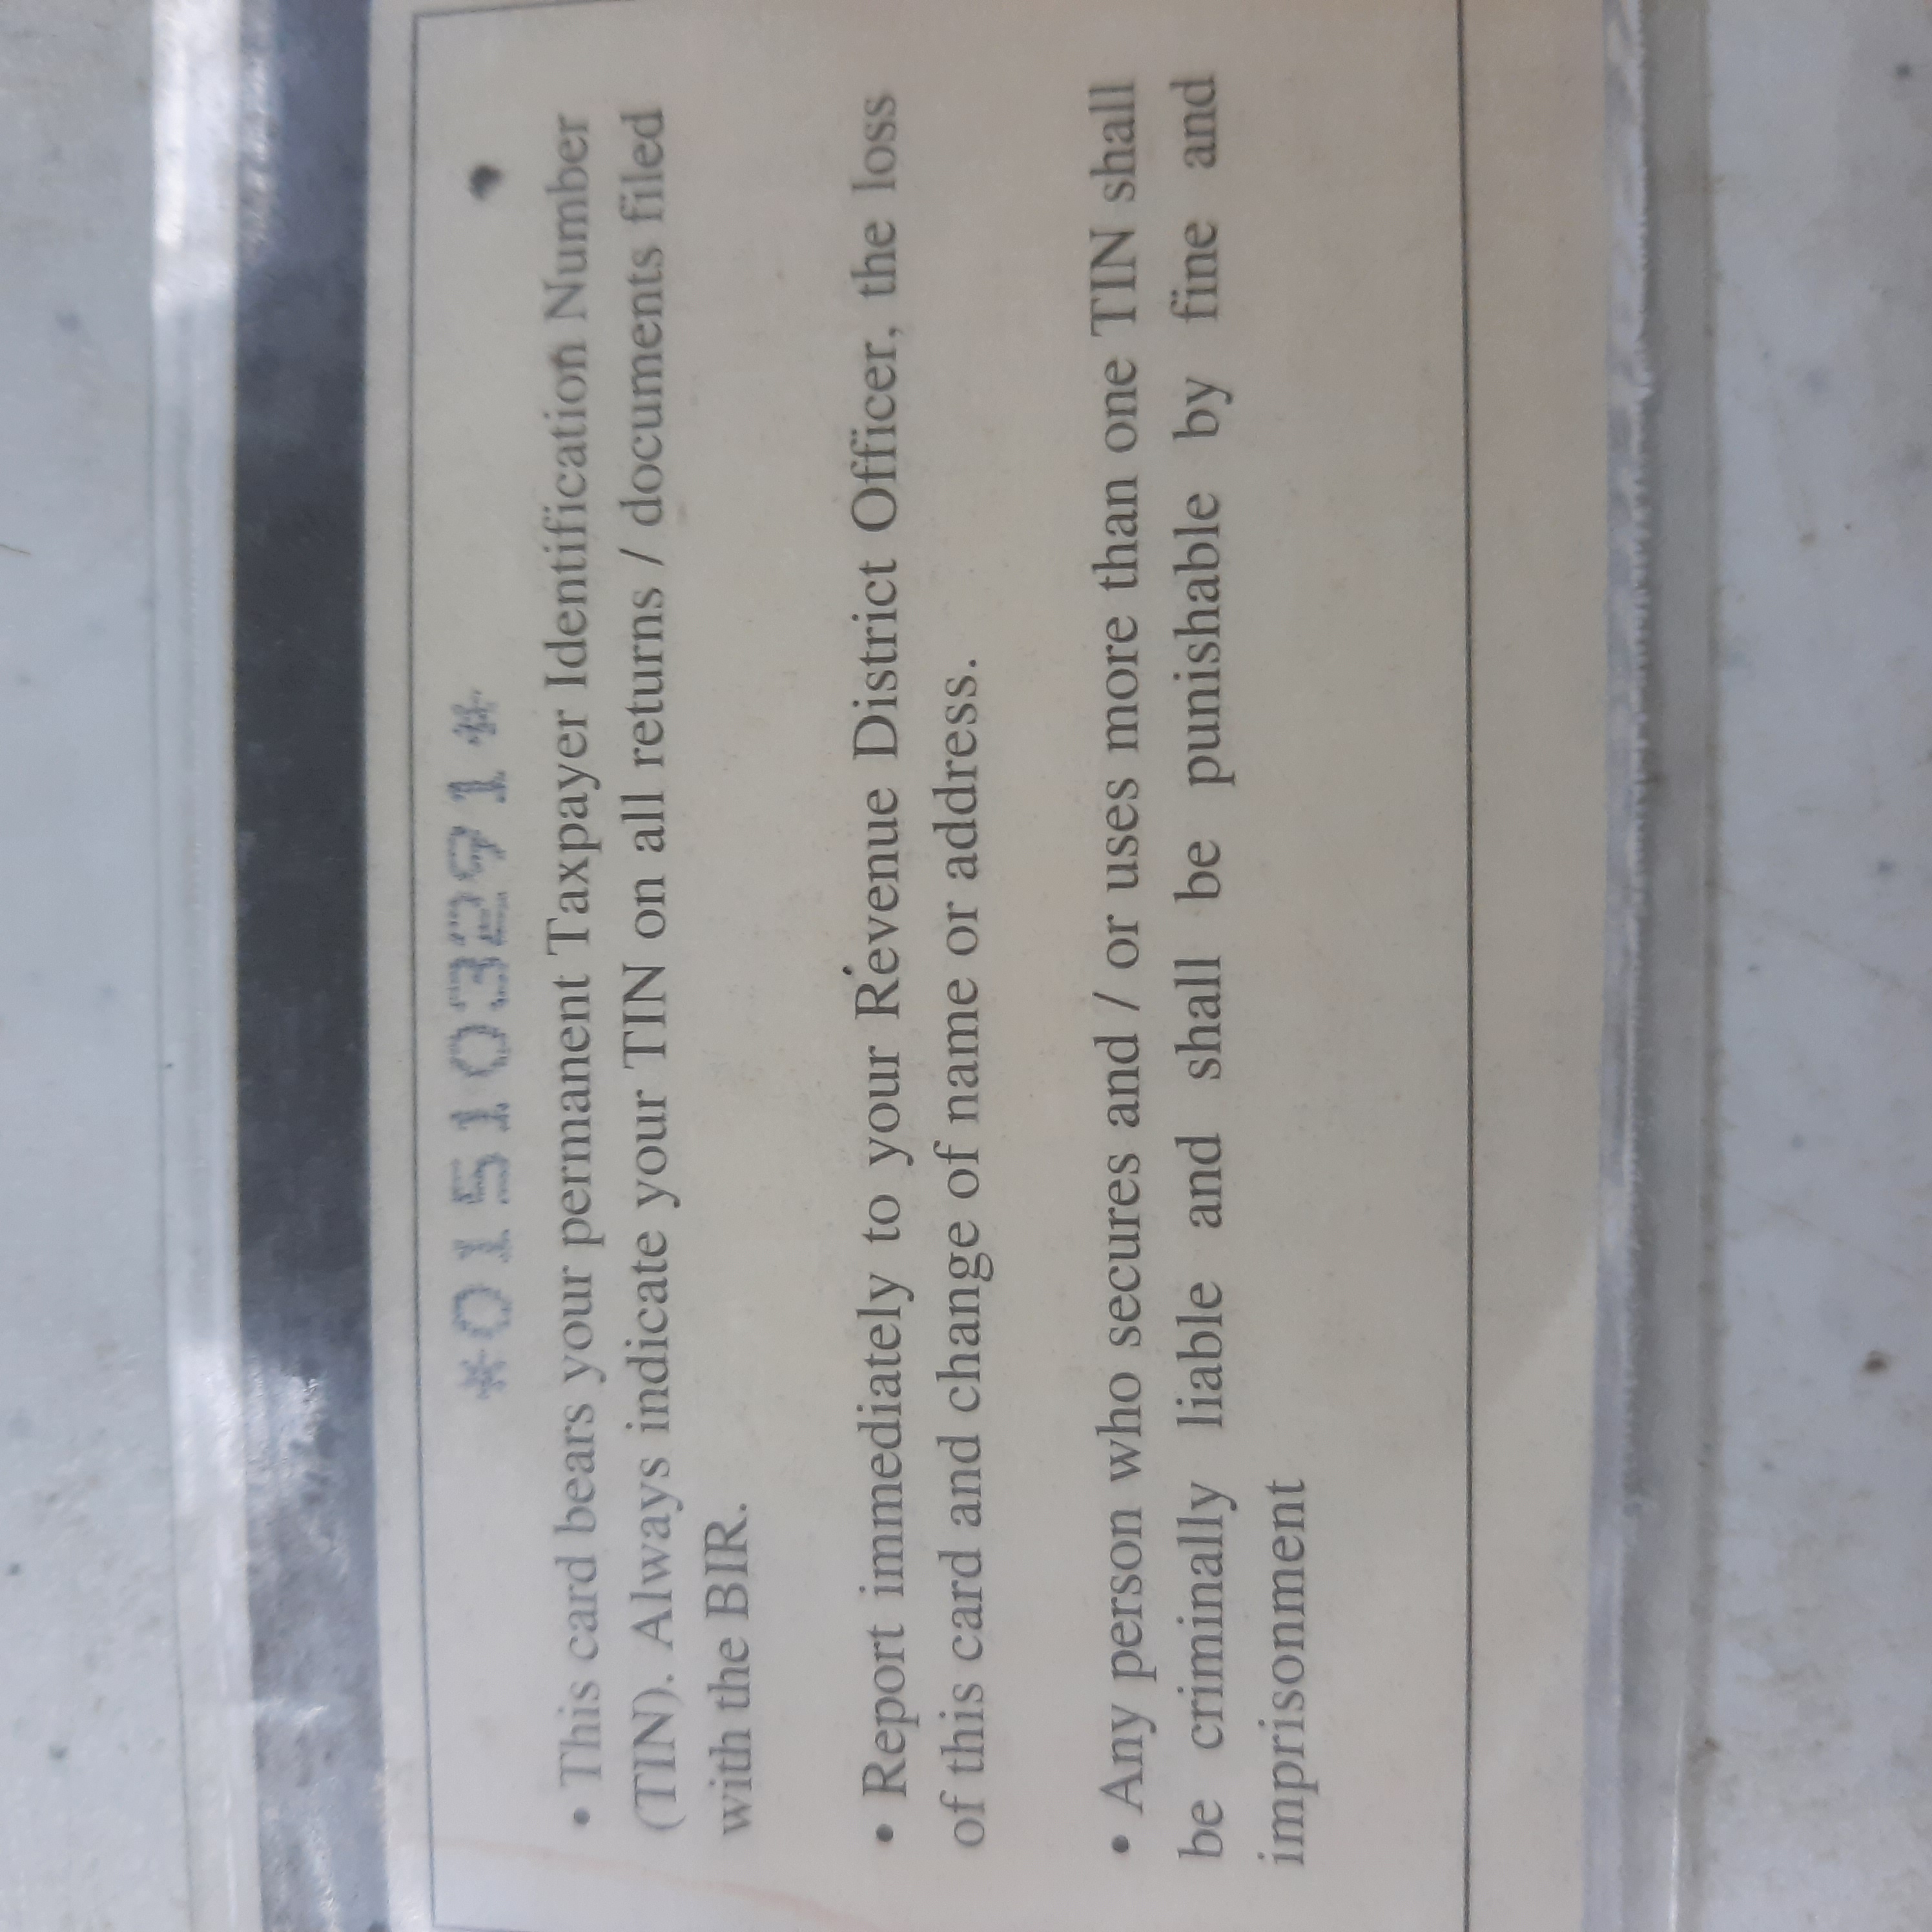 *015103291*
• This card bears your permanent Taxpayer Identification Number
(TIN). Always indicate your TIN on all returns / documents filed
with the BIR.
• Report immediately to your Revenue District Officer, the loss
of this card and change of name or address.
• Any person who secures and / or uses more than one TIN shall
be criminally liable and shall be punishable by fine and
imprisonment